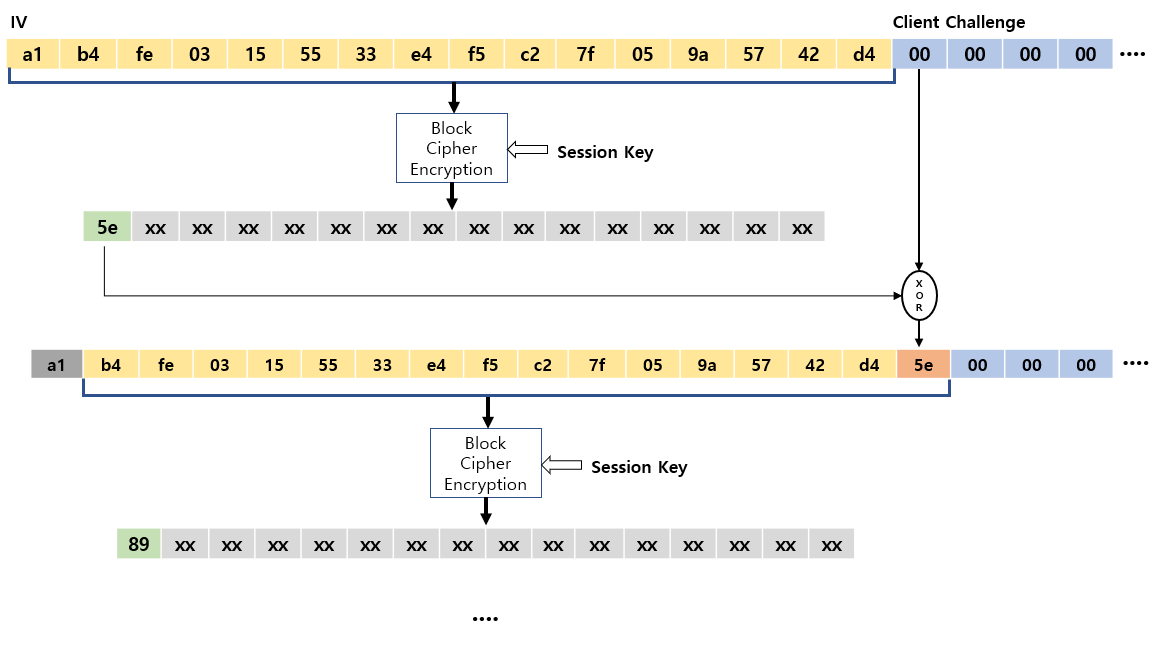 IV Client Challenge
a1 b4 fe 03 15 55 33 e4 f5 c2 7f 05 9a 57 42 d4 00 00 00 00 ....
Block
Cipher
Encryption
Session Key
5e xx xx xx xx xx xx xx xx xx xx xx xx xx xx xx
X
O
R
a1 b4 fe 03 15 55 33 e4 f5 c2 7f 05 9a 57 42 d4 5e 00 00 00 ....
Block
Cipher
Encryption
Session Key
89 xx xx xx xx xx xx xx xx xx xx xx xx xx xx xx
....